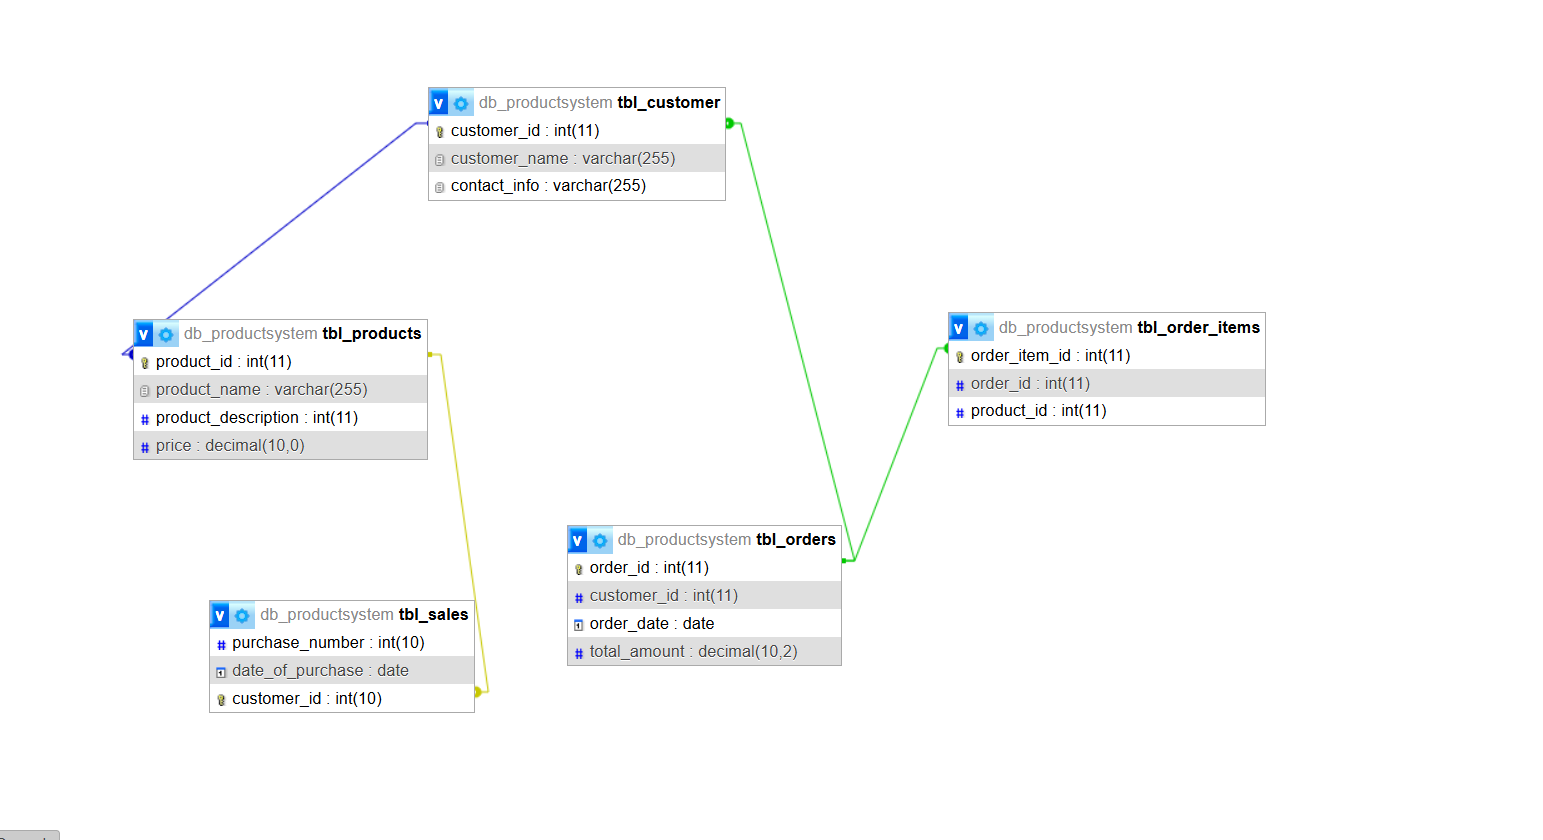 v db_productsystem tbl_customer
customer_id : int(11)
customer_name : varchar(255)
contact_info : varchar(255)
v db_productsystem tbl_products
product_id : int(11)
product_name : varchar(255)
product_description : int(11)
price : decimal(10,0)
v db_productsystem tbl_order_items
order_item_id : int(11)
# order_id : int(11)
# product_id : int(11)
v db_productsystem tbl_orders
order_id : int(11)
# customer_id : int(11)
order_date : date
# total_amount : decimal(10,2)
v db_productsystem tbl_sales
# purchase_number : int(10)
date_of_purchase : date
customer_id : int(10)